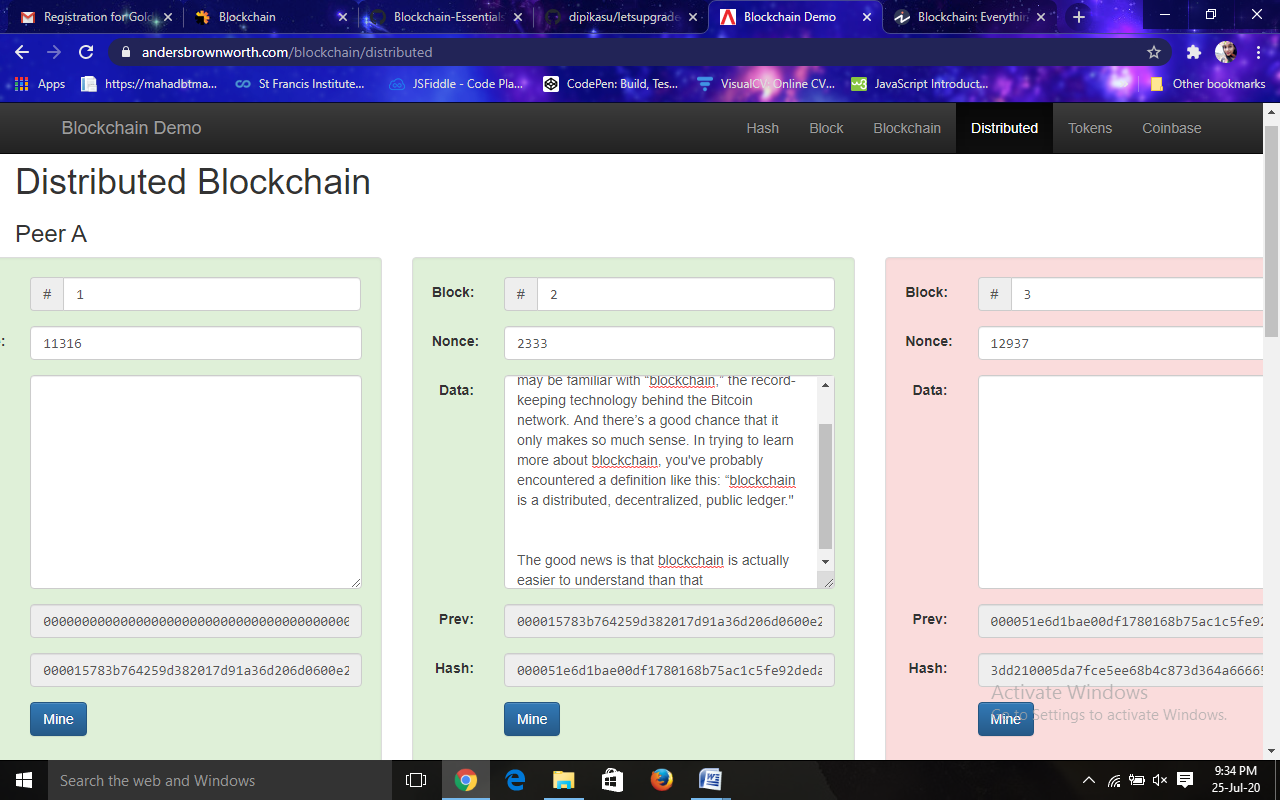 Registration for Gold
Blockchain
Blockchain-Essentials
dipikasu/letsupgrade
Blockchain Demo
Blockchain: Everythin
andersbrownworth.com/blockchain/distributed
Apps
https://mahadbtma...
St Francis Institute...
JSFiddle - Code Pla...
CodePen: Build, Tes...
VisualCV: Online CV...
JavaScript Introduct...
Other bookmarks
Blockchain Demo
Hash
Block
Blockchain
Distributed
Tokens
Coinbase
Distributed Blockchain
Peer A
# 1
: 11316
000015783b764259d382017d91a36d206d0600e2
Mine
Block: # 2
Nonce: 2333
Data:
may be familiar with “blockchain,” the record-
keeping technology behind the Bitcoin
network. And there’s a good chance that it
only makes so much sense. In trying to learn
more about blockchain, you've probably
encountered a definition like this: “blockchain
is a distributed, decentralized, public ledger."
The good news is that blockchain is actually
easier to understand than that
Prev: 000015783b764259d382017d91a36d206d0600e2
Hash: 000051e6d1bae00df1780168b75ac1c5fe92deda
Mine
Block: # 3
Nonce: 12937
Data:
Prev: 000051e6d1bae00df1780168b75ac1c5fe92
Hash: 3dd210005da7fce5ee68b4c873d364a66665
Mine
Activate Windows
Go to Settings to activate Windows.
Search the web and Windows
9:34 PM
25-Jul-20